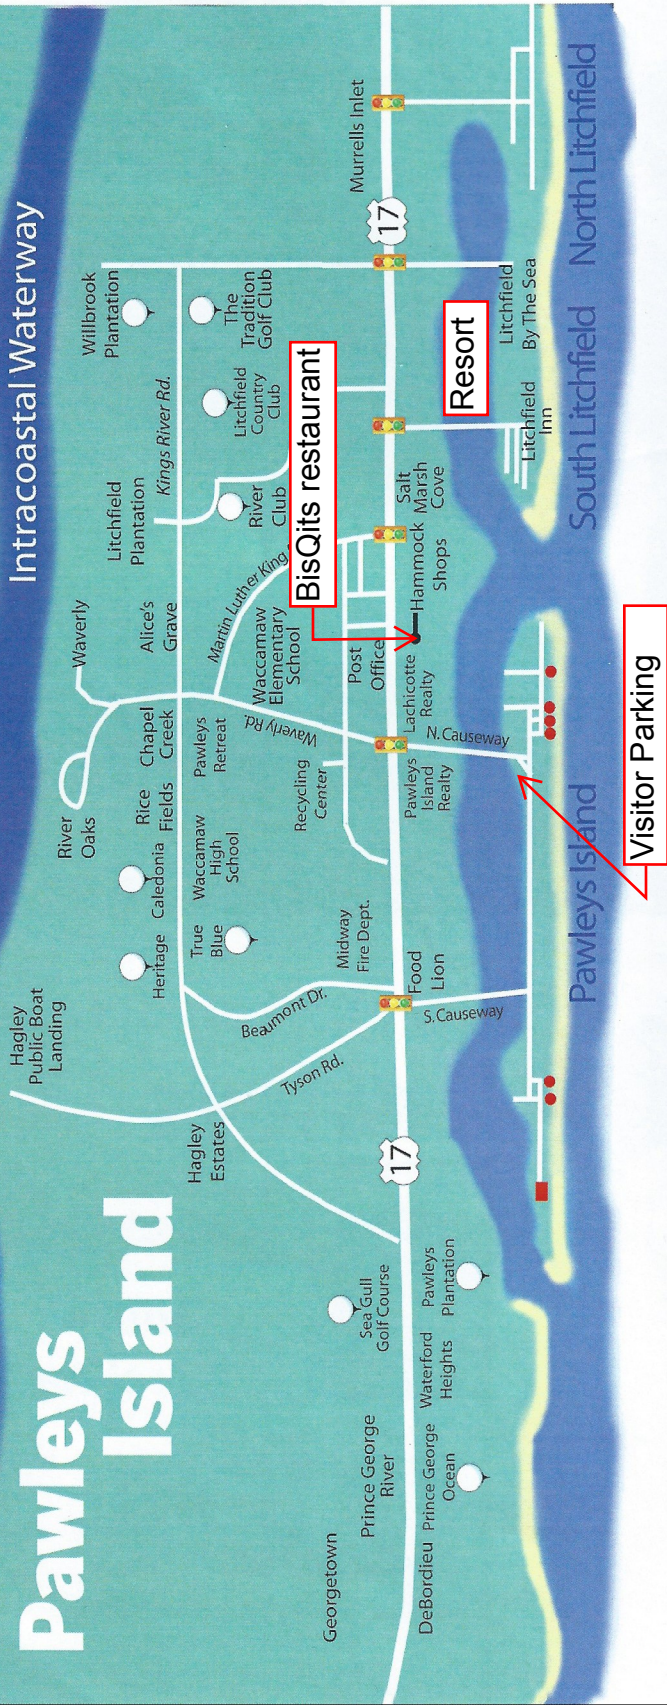 Pawleys
Island
Intracoastal Waterway
Hagley
Public Boat
Landing
River
Oaks
Waverly
Heritage
Caledonia
Rice
Fields
Chapel
Creek
Alice's
Grave
Litchfield
Plantation
Kings River Rd.
Willbrook
Plantation
The
Tradition
Golf Club
Litchfield
Country
Club
River
Club
True
Blue
Waccamaw
High
School
Pawleys
Retreat
Martin Luther King
Waccamaw
Elementary
School
Waverly Rd.
Hagley
Estates
Tyson Rd.
Beaumont Dr.
Midway
Fire Dept.
Recycling
Center
Post
Office
BisQits restaurant
Murrells Inlet
17
17
Georgetown
Prince George
River
Sea Gull
Golf Course
DeBordieu
Prince George
Ocean
Waterford
Heights
Pawleys
Plantation
Food
Lion
S. Causeway
Pawleys
Island
Realty
Lachicotte
Realty
N. Causeway
Hammock
Shops
Salt
Marsh
Cove
Resort
Litchfield
Inn
Litchfield
By The Sea
Pawleys Island
South Litchfield
North Litchfield
Visitor Parking